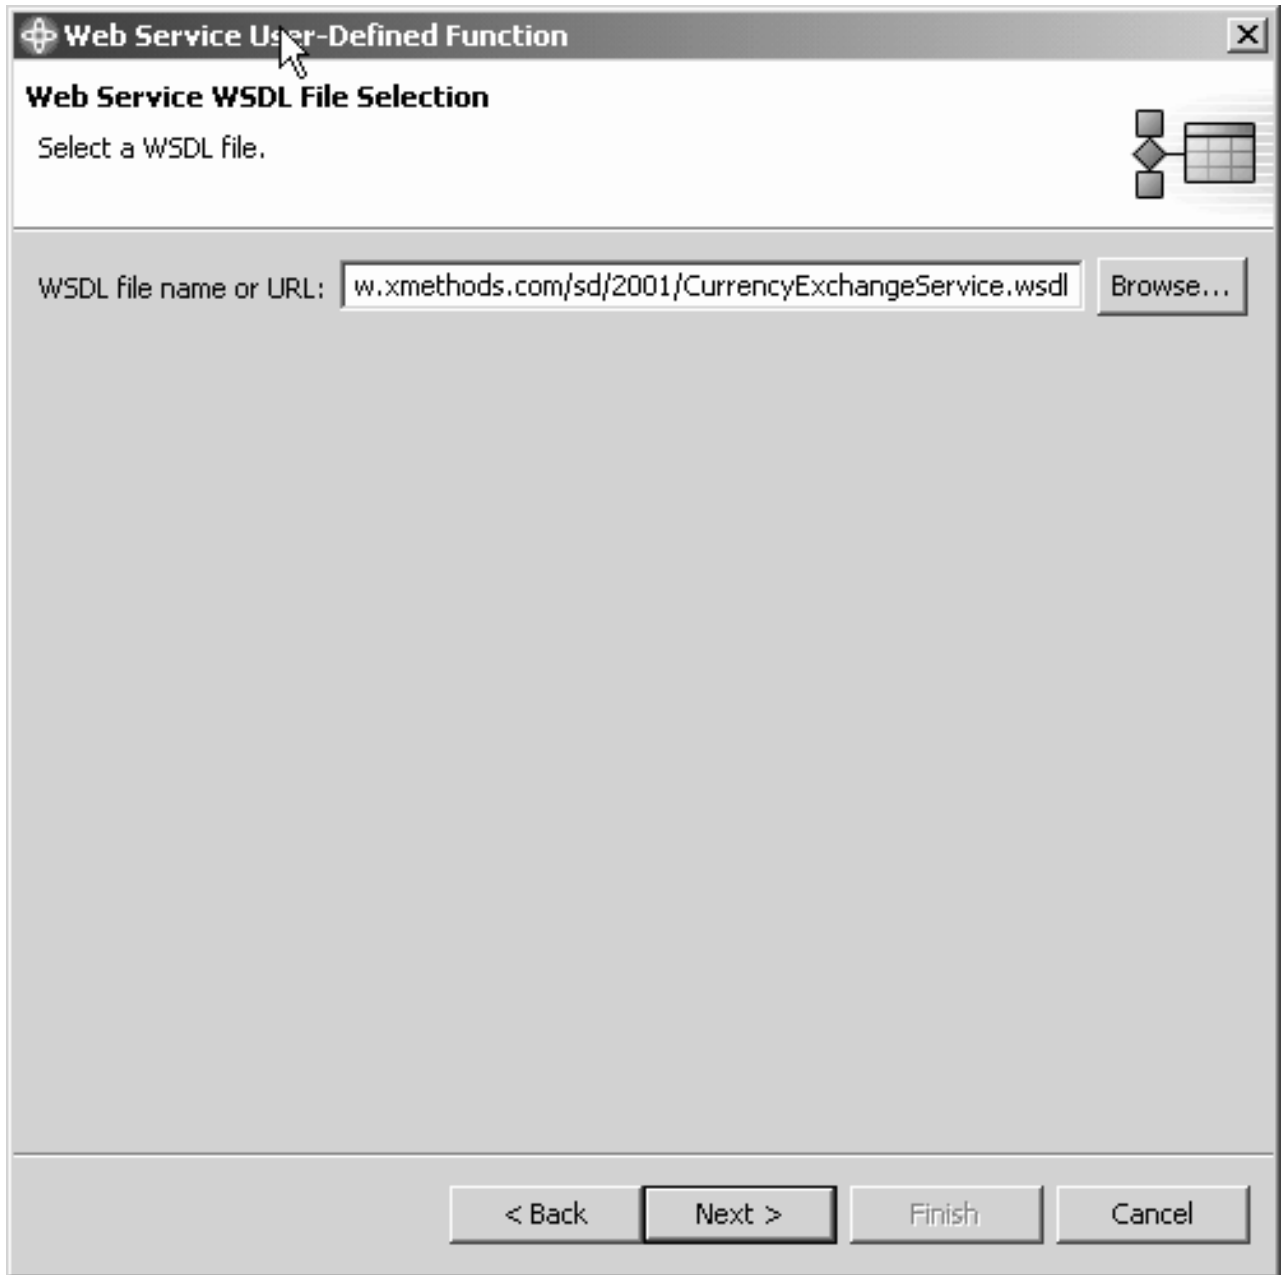 Web Service User-Defined Function
Web Service WSDL File Selection
Select a WSDL file.
WSDL file name or URL: w.xmethods.com/sd/2001/CurrencyExchangeService.wsdl Browse...
< Back Next > Finish Cancel